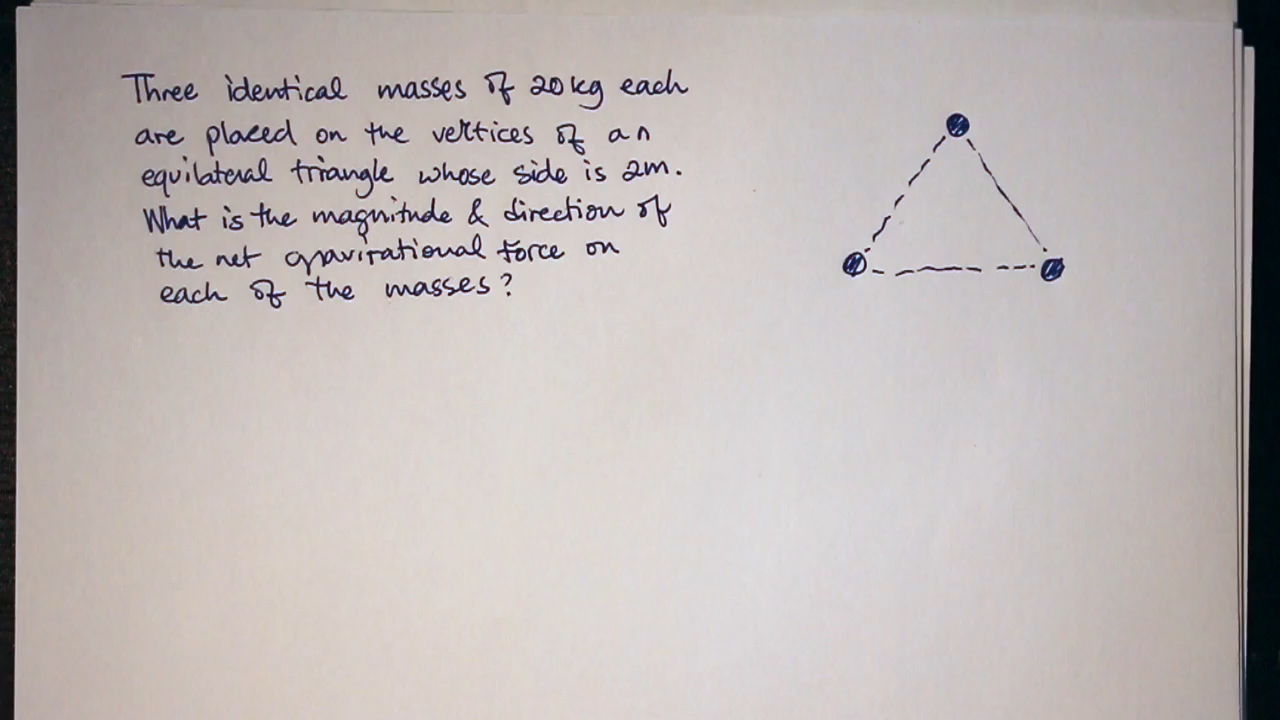 Three identical masses of 20kg each
are placed on the vertices of an
equilateral triangle whose side is 2m.
What is the magnitude & direction of
the net gravitational force on
each of the masses?